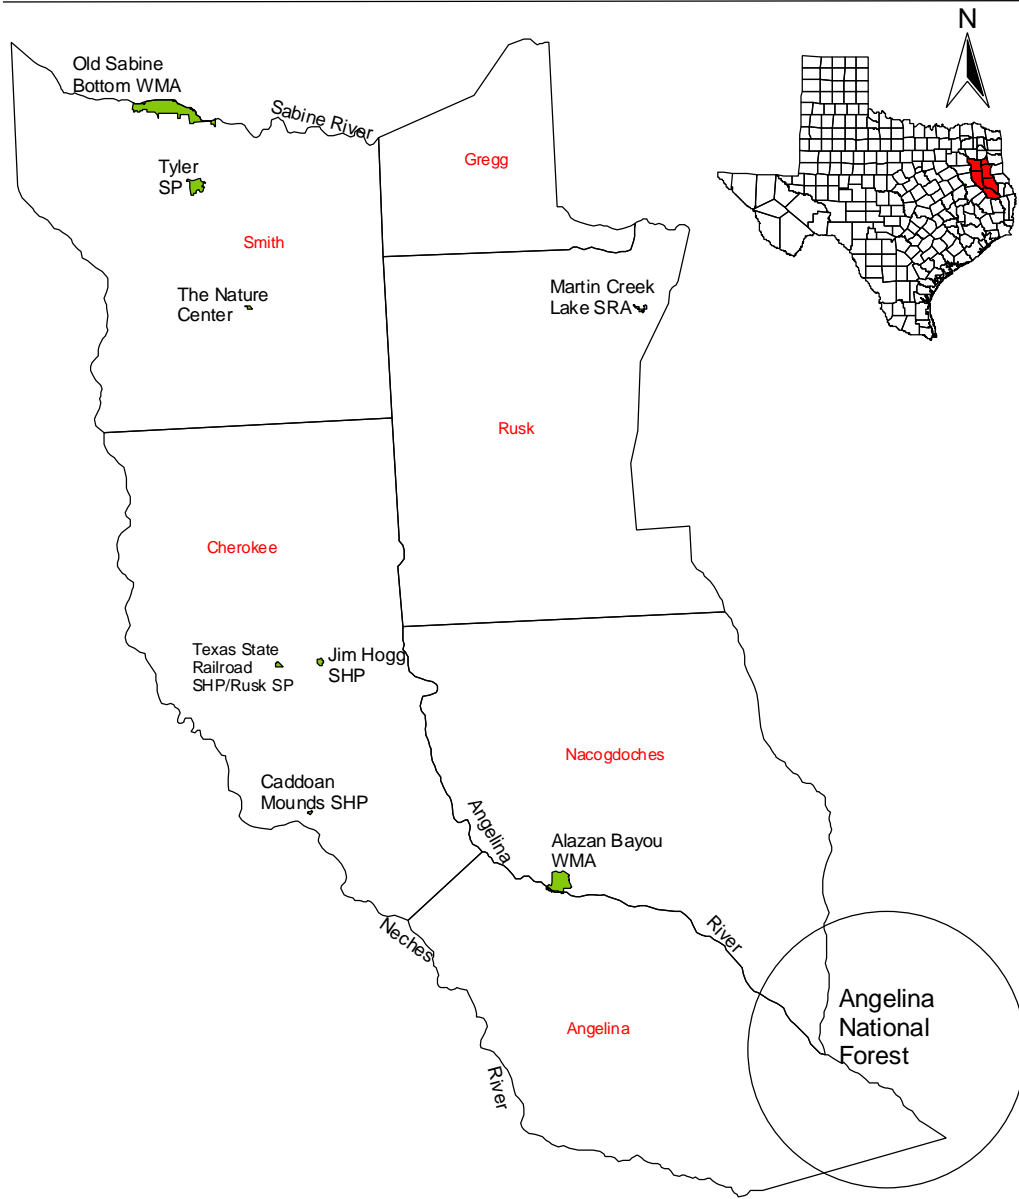 N
Old Sabine
Bottom WMA
Sabine River
Gregg
Tyler
SP
Smith
The Nature
Center
Martin Creek
Lake SRA
Rusk
Cherokee
Texas State
Railroad
SHP/Rusk SP
Jim Hogg
SHP
Nacogdoches
Caddoan
Mounds SHP
Angelina
Alazan Bayou
WMA
River
Neches
Angelina
National
Forest
Angelina
River